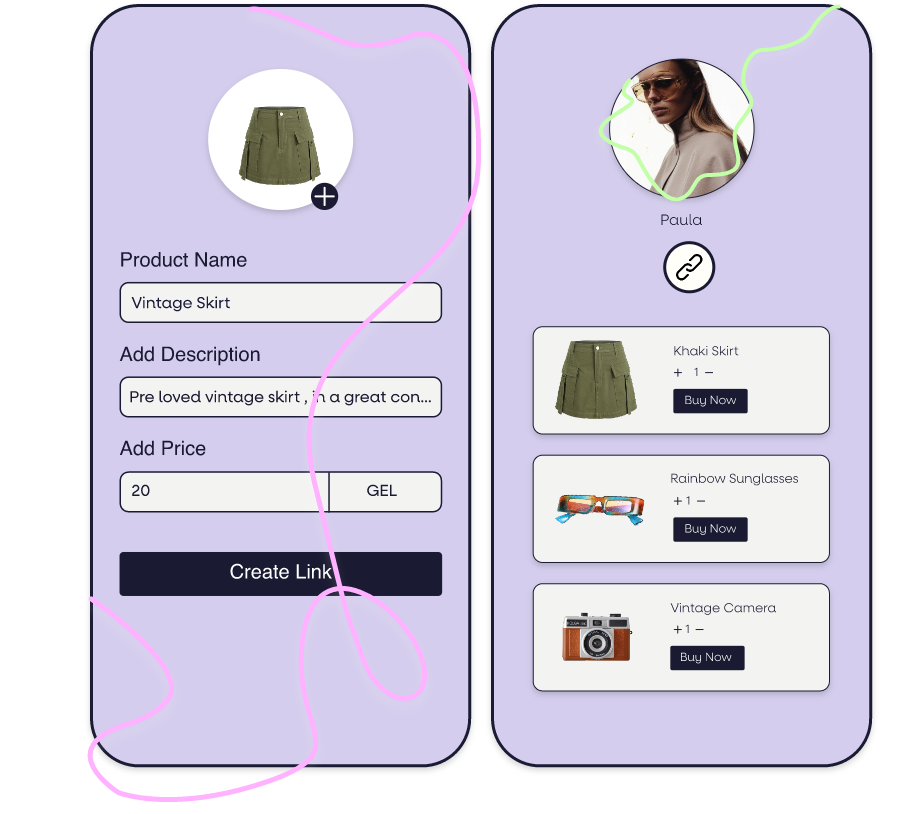 Product Name
Vintage Skirt
Add Description
Pre loved vintage skirt , in a great con...
Add Price
20
GEL
Create Link
Paula
Khaki Skirt
+ 1 −
Buy Now
Rainbow Sunglasses
+ 1 −
Buy Now
Vintage Camera
+ 1 −
Buy Now